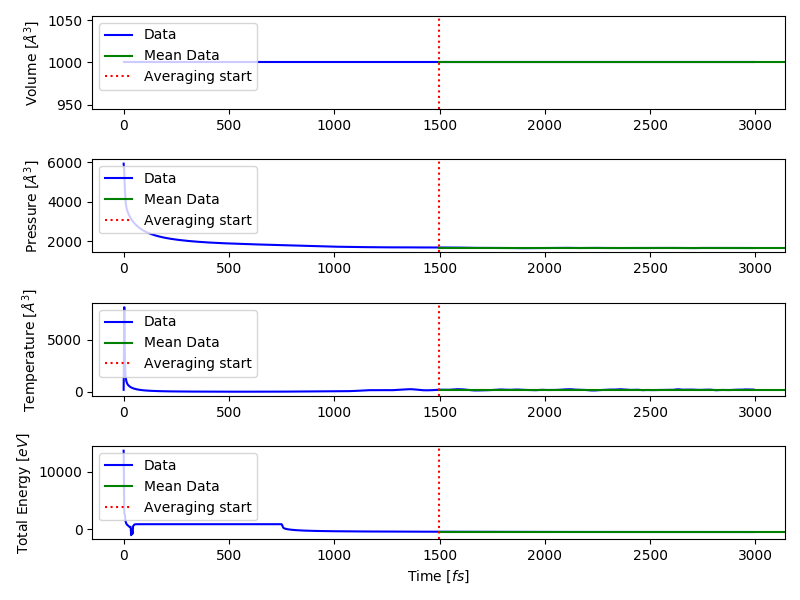 Volume [Å³]
1050
1000
950
Data
Mean Data
Averaging start
0 500 1000 1500 2000 2500 3000
Pressure [Å³]
6000
4000
2000
Data
Mean Data
Averaging start
0 500 1000 1500 2000 2500 3000
Temperature [Å³]
5000
0
Data
Mean Data
Averaging start
0 500 1000 1500 2000 2500 3000
Total Energy [eV]
10000
0
Data
Mean Data
Averaging start
0 500 1000 1500 2000 2500 3000
Time [fs]